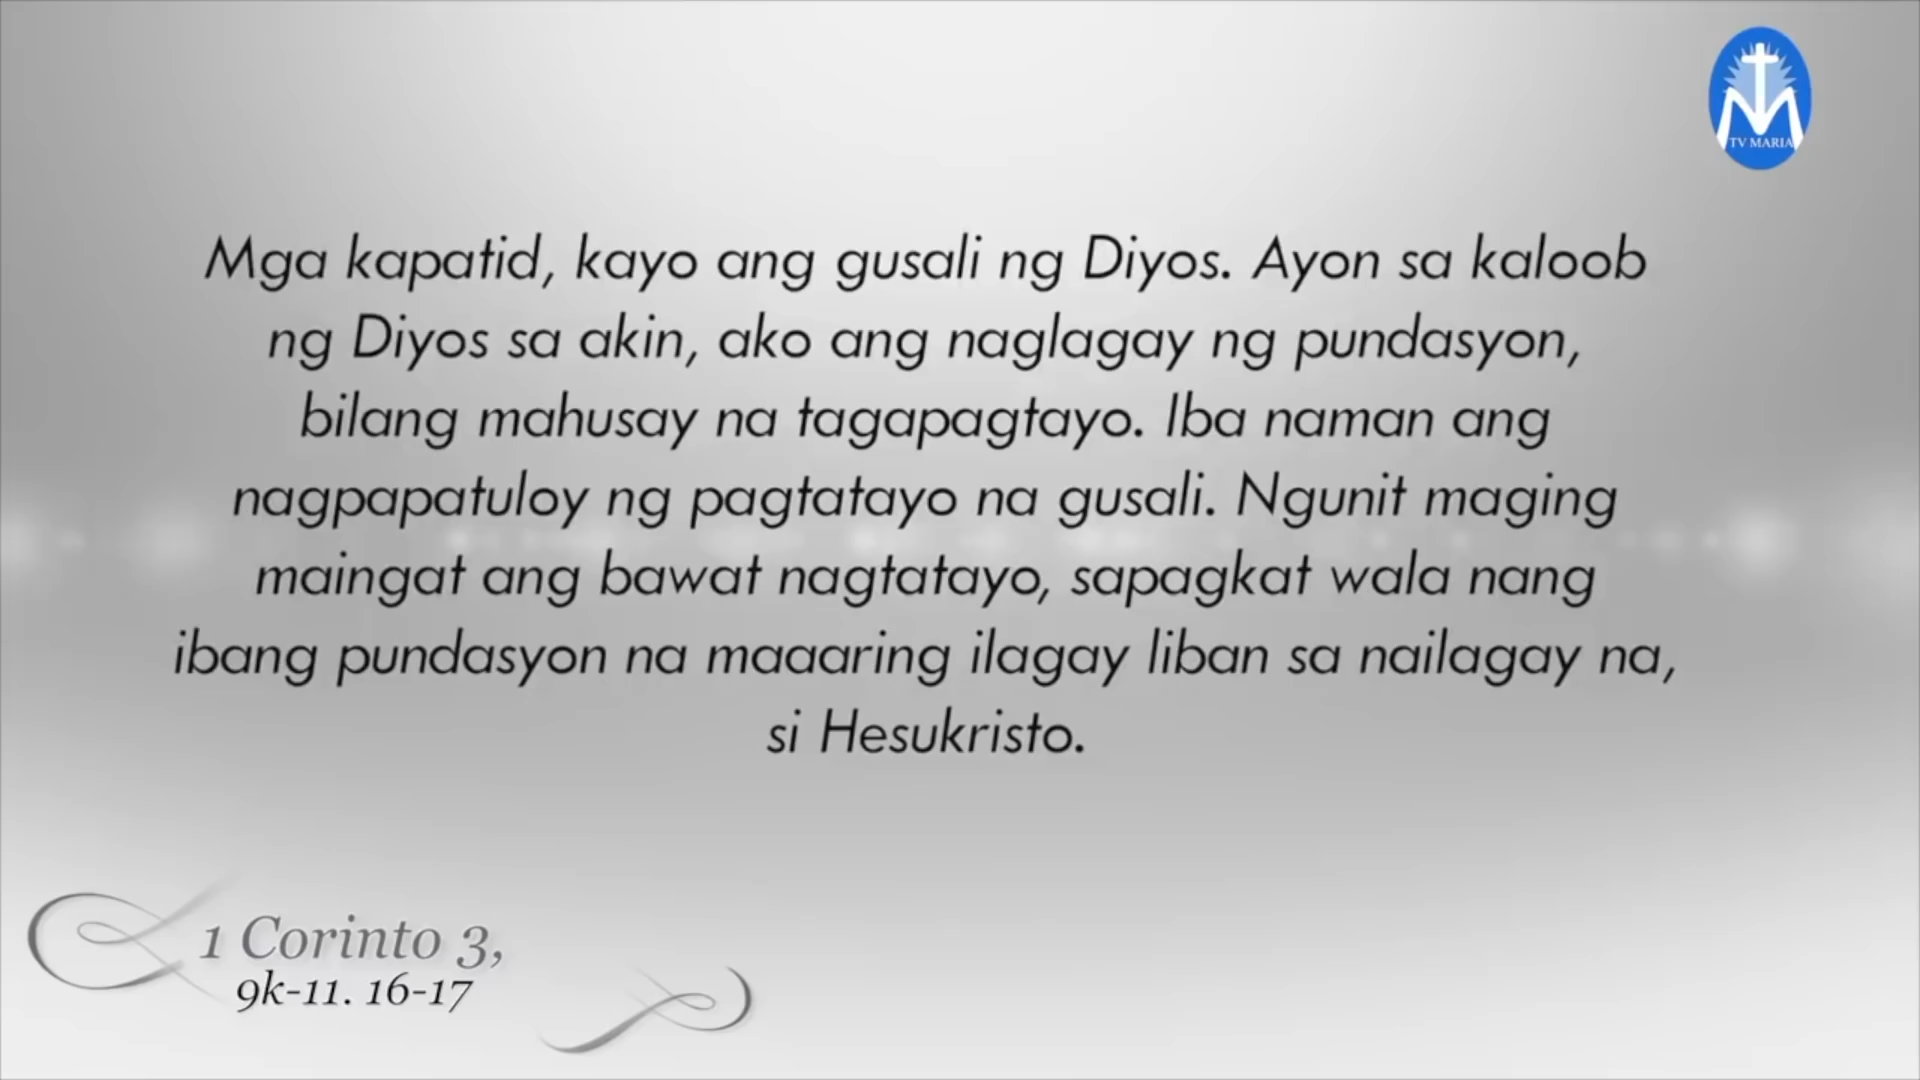 TV MARIA
Mga kapatid, kayo ang gusali ng Diyos. Ayon sa kaloob
ng Diyos sa akin, ako ang naglagay ng pundasyon,
bilang mahusay na tagapagtayo. Iba naman ang
nagpapatuloy ng pagtatayo na gusali. Ngunit maging
maingat ang bawat nagtatayo, sapagkat wala nang
ibang pundasyon na maaaring ilagay liban sa nailagay na,
si Hesukristo.
1 Corinto 3,
9k-11. 16-17